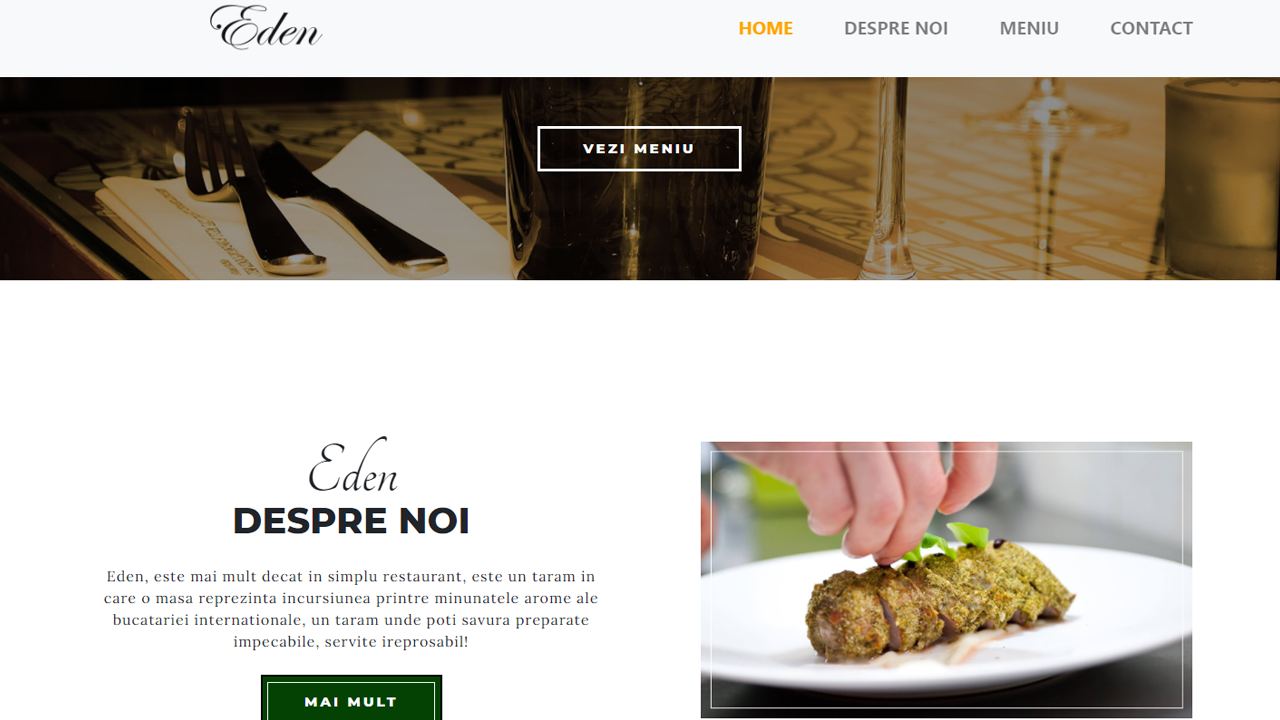 Eden
HOME DESPRE NOI MENIU CONTACT
VEZI MENIU
Eden
DESPRE NOI
Eden, este mai mult decat in simplu restaurant, este un taram in
care o masa reprezinta incursiunea printre minunatele arome ale
bucatariei internationale, un taram unde poti savura preparate
impecabile, servite ireprosabil!
MAI MULT